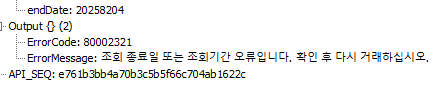 endDate: 20258204
Output {} (2)
ErrorCode: 80002321
ErrorMessage: 조회 종료일 또는 조회기간 오류입니다. 확인 후 다시 거래하십시오.
API_SEQ: e761b3bb4a70b3c5b5f66c704ab1622c